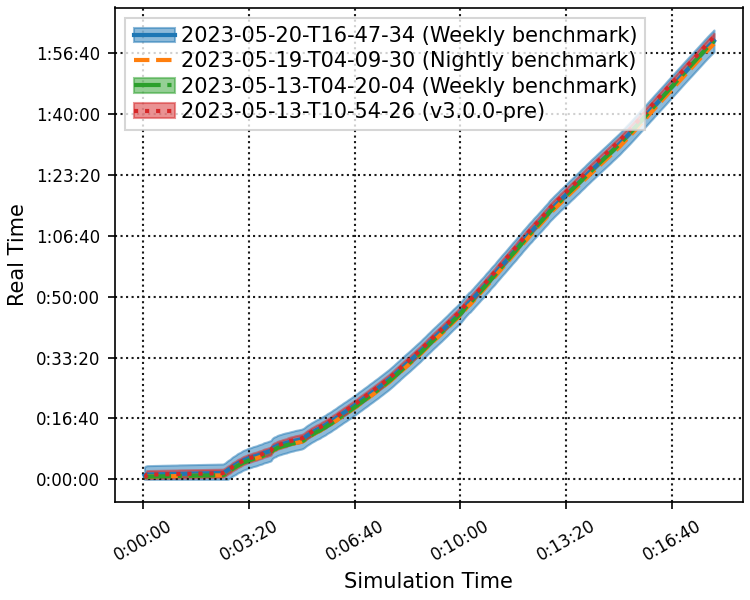 2023-05-20-T16-47-34 (Weekly benchmark)
2023-05-19-T04-09-30 (Nightly benchmark)
2023-05-13-T04-20-04 (Weekly benchmark)
2023-05-13-T10-54-26 (v3.0.0-pre)
Real Time
1:56:40
1:40:00
1:23:20
1:06:40
0:50:00
0:33:20
0:16:40
0:00:00
0:00:00
0:03:20
0:06:40
0:10:00
0:13:20
0:16:40
Simulation Time